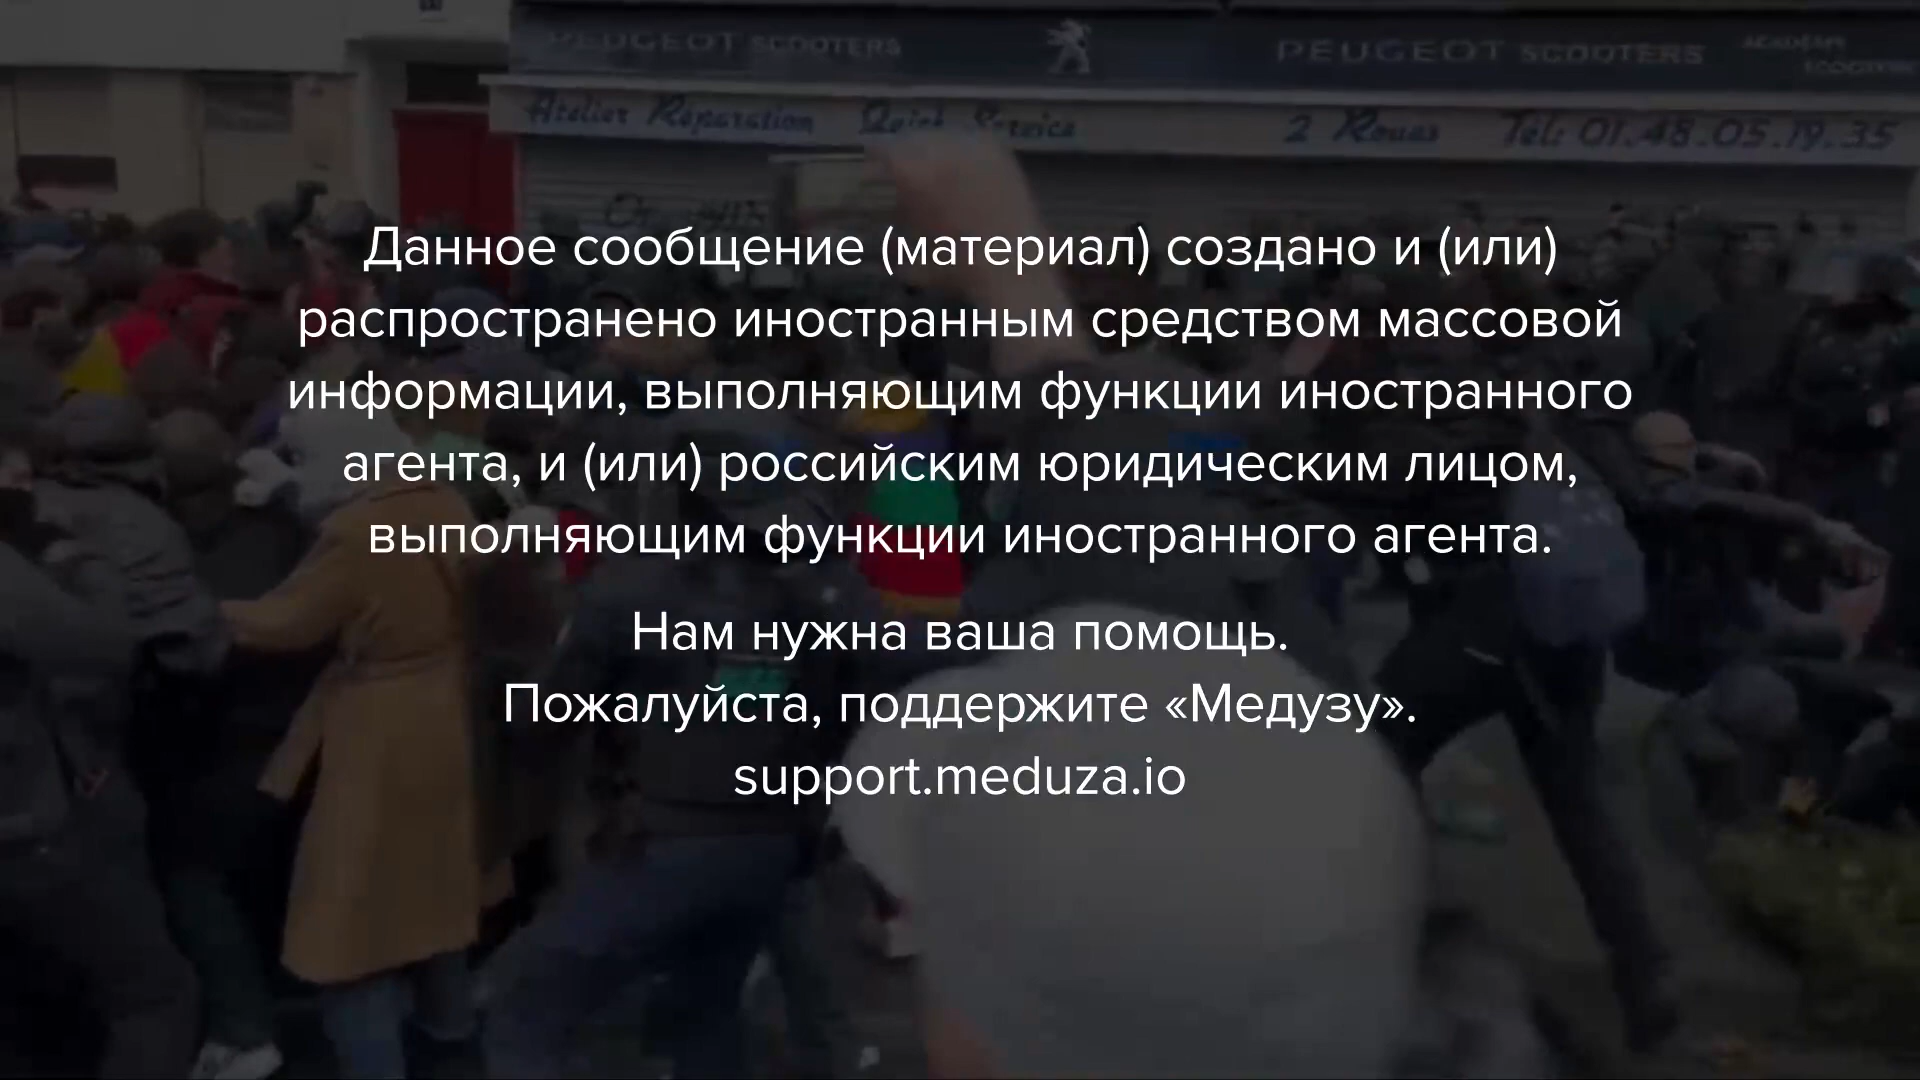 PEUGEOT SCOOTERS
PEUGEOT SCOOTERS
Atelier Réparation Quick Service 2 Roues Tél: 01.48.05.19.35
Данное сообщение (материал) создано и (или)
распространено иностранным средством массовой
информации, выполняющим функции иностранного
агента, и (или) российским юридическим лицом,
выполняющим функции иностранного агента.
Нам нужна ваша помощь.
Пожалуйста, поддержите «Медузу».
support.meduza.io